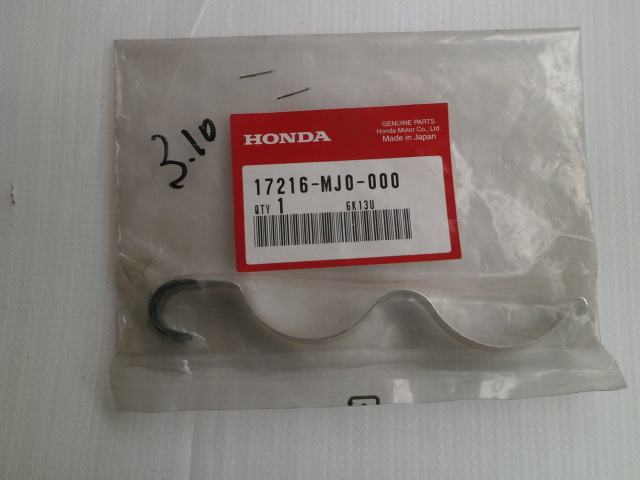 3.10
HONDA
GENUINE PARTS
Honda Motor Co., Ltd.
Made in Japan
17216-MJ0-000
QTY 1 6K13U